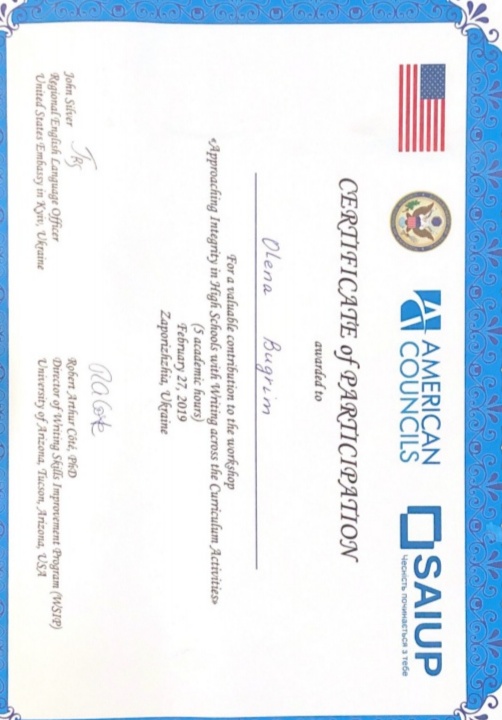 AMERICAN
COUNCILS
SAIUP
Чесність починається з тебе
CERTIFICATE of PARTICIPATION
awarded to
Olena Bugrim
For a valuable contribution to the workshop
«Approaching Integrity in High Schools with Writing across the Curriculum Activities»
(5 academic hours)
February 27, 2019
Zaporizhzhia, Ukraine
John Silver
Regional English Language Officer
United States Embassy in Kyiv, Ukraine
Robert Arthur Côté, PhD
Director of Writing Skills Improvement Program (WSIP)
University of Arizona, Tucson, Arizona, USA